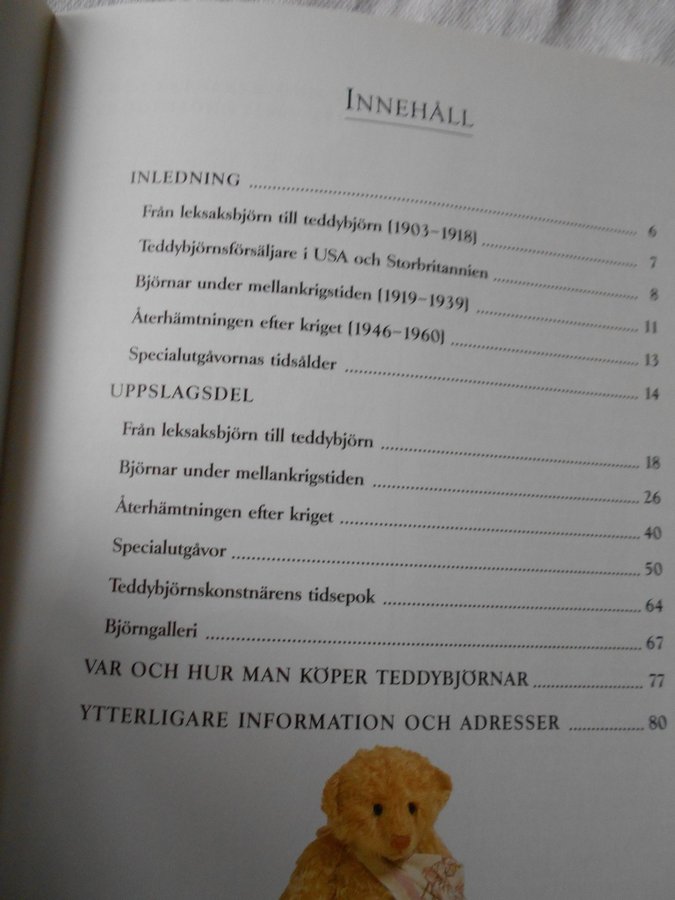 INNEHÅLL
INLEDNING 6
Från leksaksbjörn till teddybjörn (1903–1918) 7
Teddybjörnsförsäljare i USA och Storbritannien 8
Björnar under mellankrigstiden (1919–1939) 11
Återhämtningen efter kriget (1946–1960) 13
Specialutgåvornas tidsålder 14
UPPSLAGSDEL
Från leksaksbjörn till teddybjörn 18
Björnar under mellankrigstiden 26
Återhämtningen efter kriget 40
Specialutgåvor 50
Teddybjörnskonstnärens tidsepok 64
Björngalleri 67
VAR OCH HUR MAN KÖPER TEDDYBJÖRNAR 77
YTTERLIGARE INFORMATION OCH ADRESSER 80